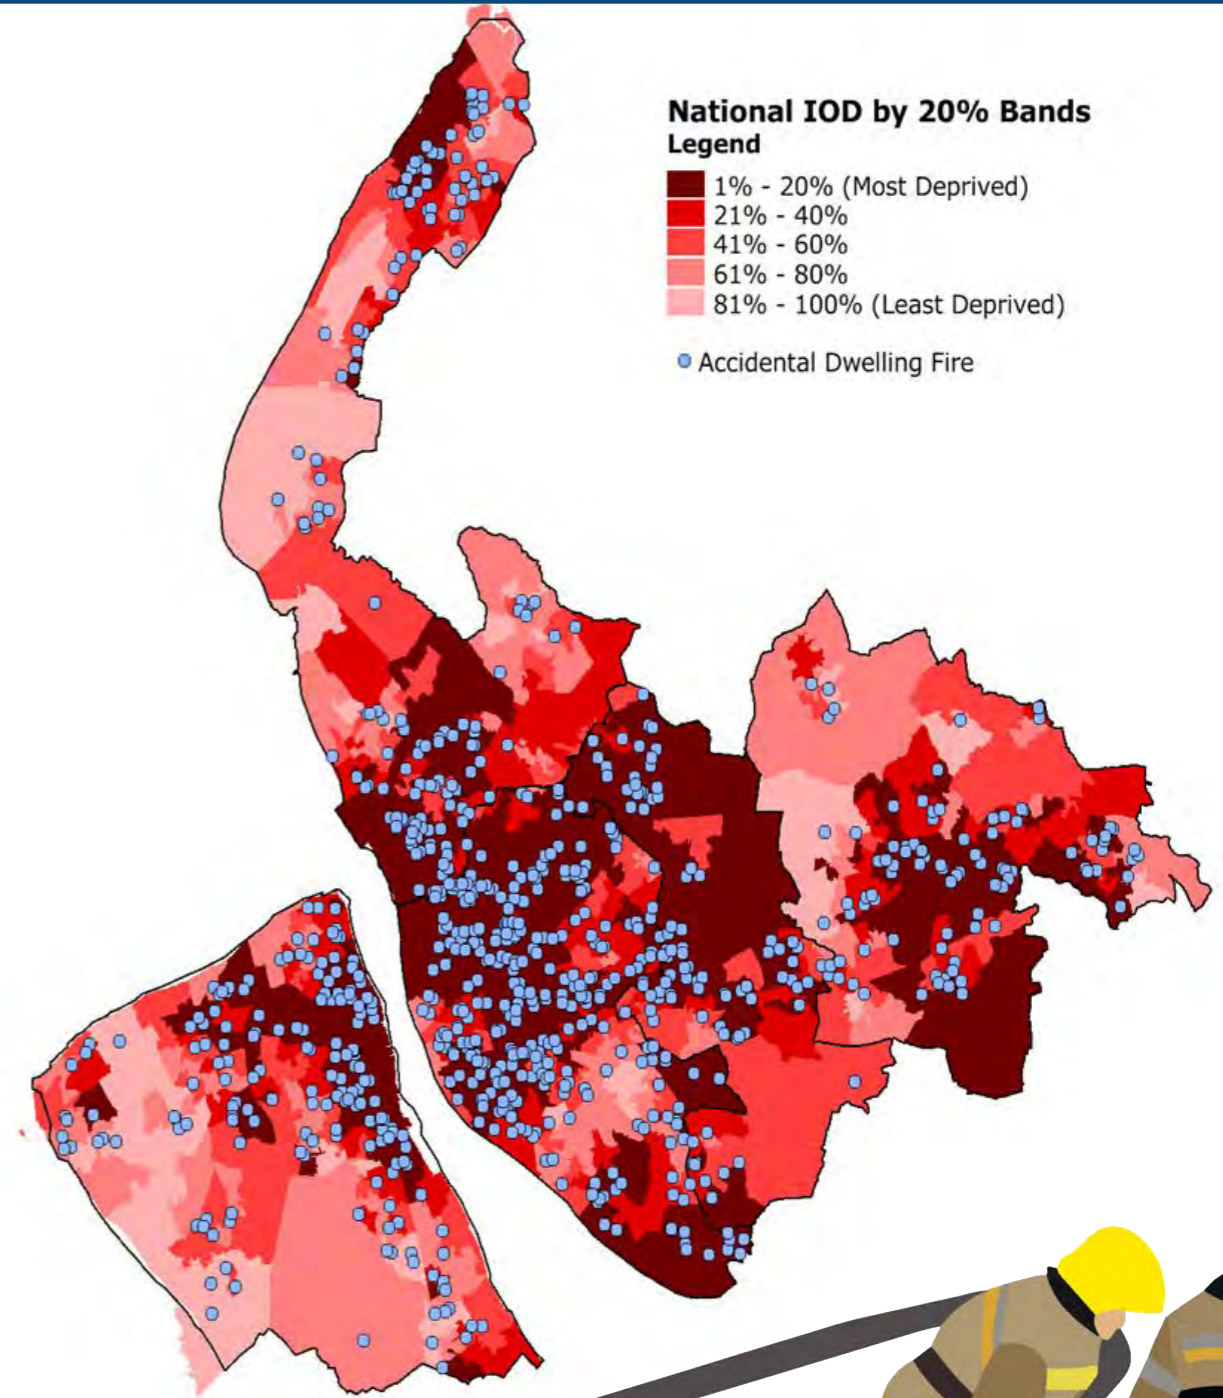 National IOD by 20% Bands
Legend
1% - 20% (Most Deprived)
21% - 40%
41% - 60%
61% - 80%
81% - 100% (Least Deprived)
Accidental Dwelling Fire